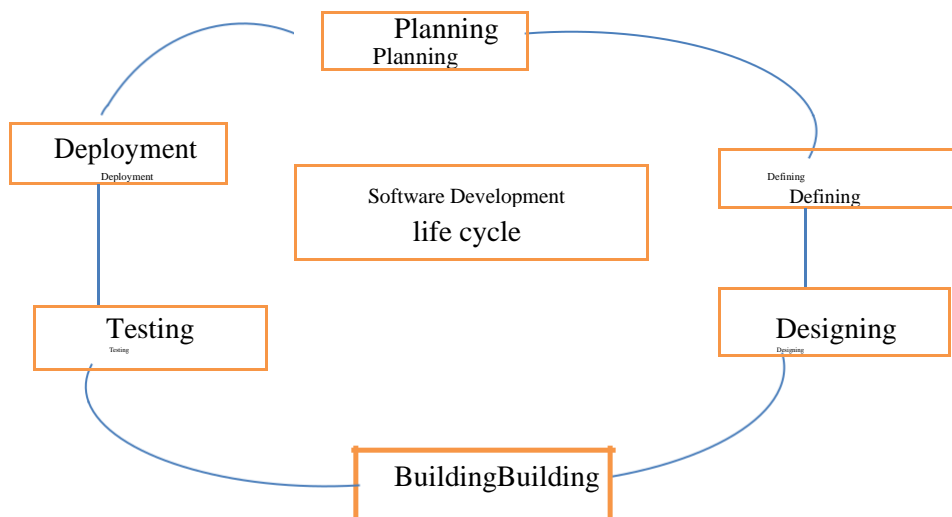 Planning
Planning
Deployment
Deployment
Software Development
life cycle
Defining
Defining
Testing
Testing
Designing
Designing
BuildingBuilding